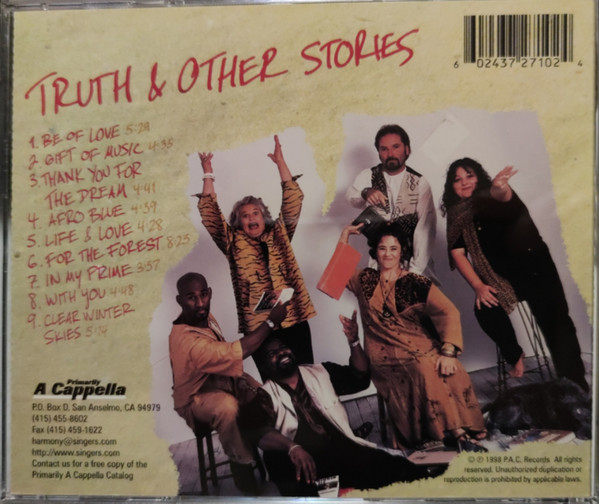 TRUTH & OTHER STORIES
6 02437 27102 4
1. BE OF LOVE 5:29
2. GIFT OF MUSIC 4:35
3. THANK YOU FOR
THE DREAM 4:41
4. AFRO BLUE 4:39
5. LIFE & LOVE 4:28
6. FOR THE FOREST 8:25
7. IN MY PRIME 3:57
8. WITH YOU 4:48
9. CLEAR WINTER
SKIES 5:14
Primarily
A Cappella
P.O. Box D, San Anselmo, CA 94979
(415) 455-8602
Fax (415) 459-1622
harmony@singers.com
http://www.singers.com
Contact us for a free copy of the
Primarily A Cappella Catalog
© ℗ 1998 P.A.C. Records All rights
reserved. Unauthorized duplication or
reproduction is prohibited by applicable laws.